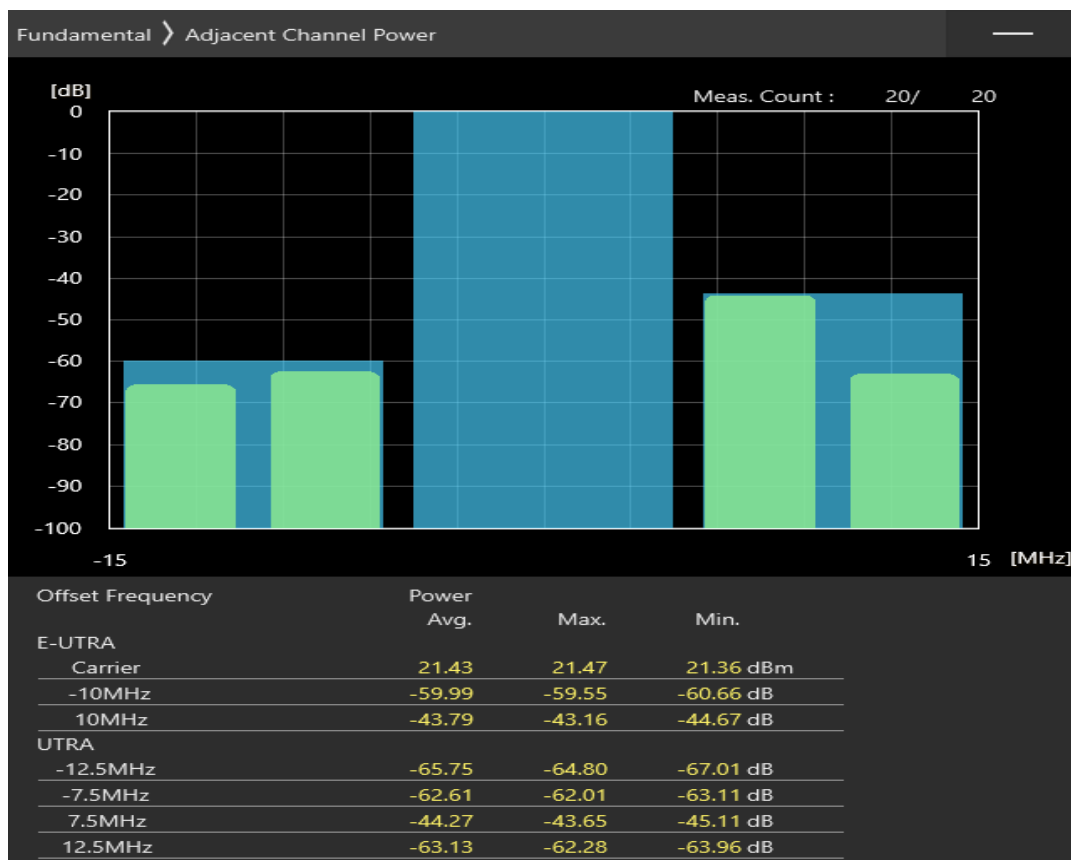 Fundamental ❯ Adjacent Channel Power
[dB]
Meas. Count : 20/ 20
0
-10
-20
-30
-40
-50
-60
-70
-80
-90
-100
-15 15 [MHz]
Offset Frequency Power
Avg. Max. Min.
E-UTRA
Carrier 21.43 21.47 21.36 dBm
-10MHz -59.99 -59.55 -60.66 dB
10MHz -43.79 -43.16 -44.67 dB
UTRA
-12.5MHz -65.75 -64.80 -67.01 dB
-7.5MHz -62.61 -62.01 -63.11 dB
7.5MHz -44.27 -43.65 -45.11 dB
12.5MHz -63.13 -62.28 -63.96 dB